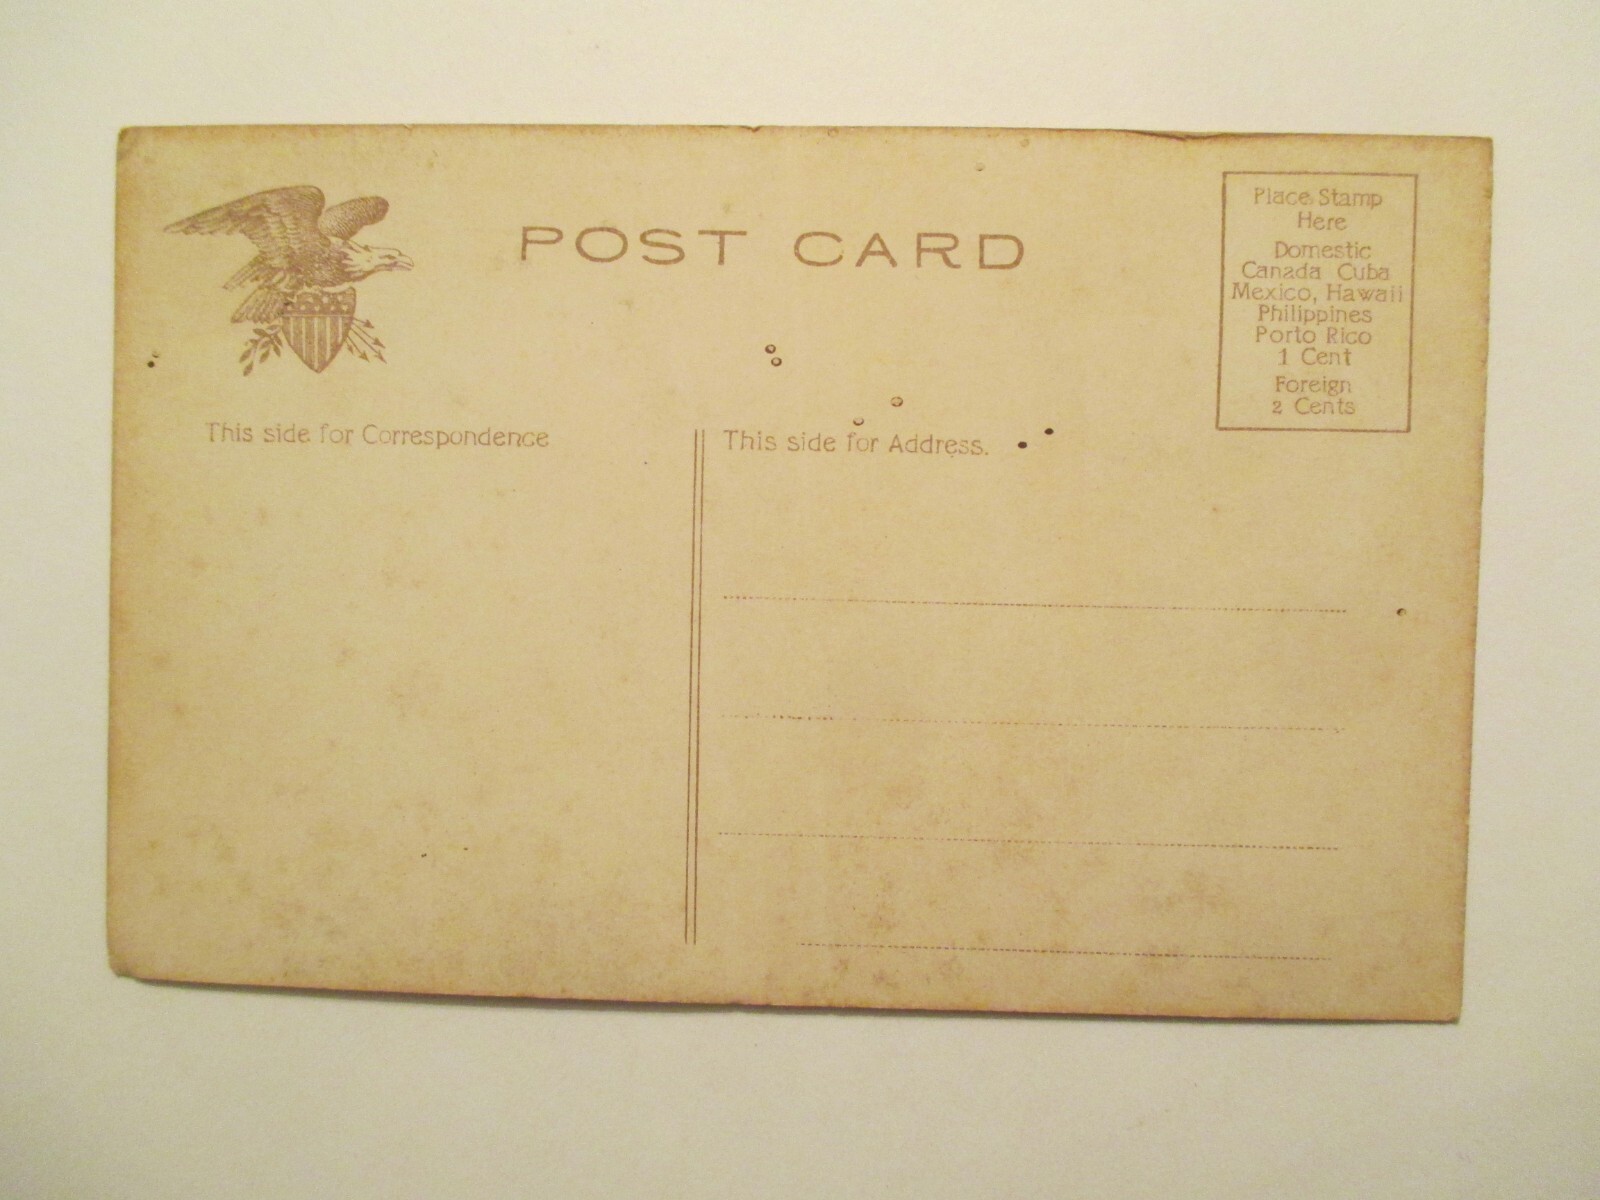 POST CARD
Place Stamp
Here
Domestic
Canada Cuba
Mexico, Hawaii
Philippines
Porto Rico
1 Cent
Foreign
2 Cents
This side for Correspondence
This side for Address.